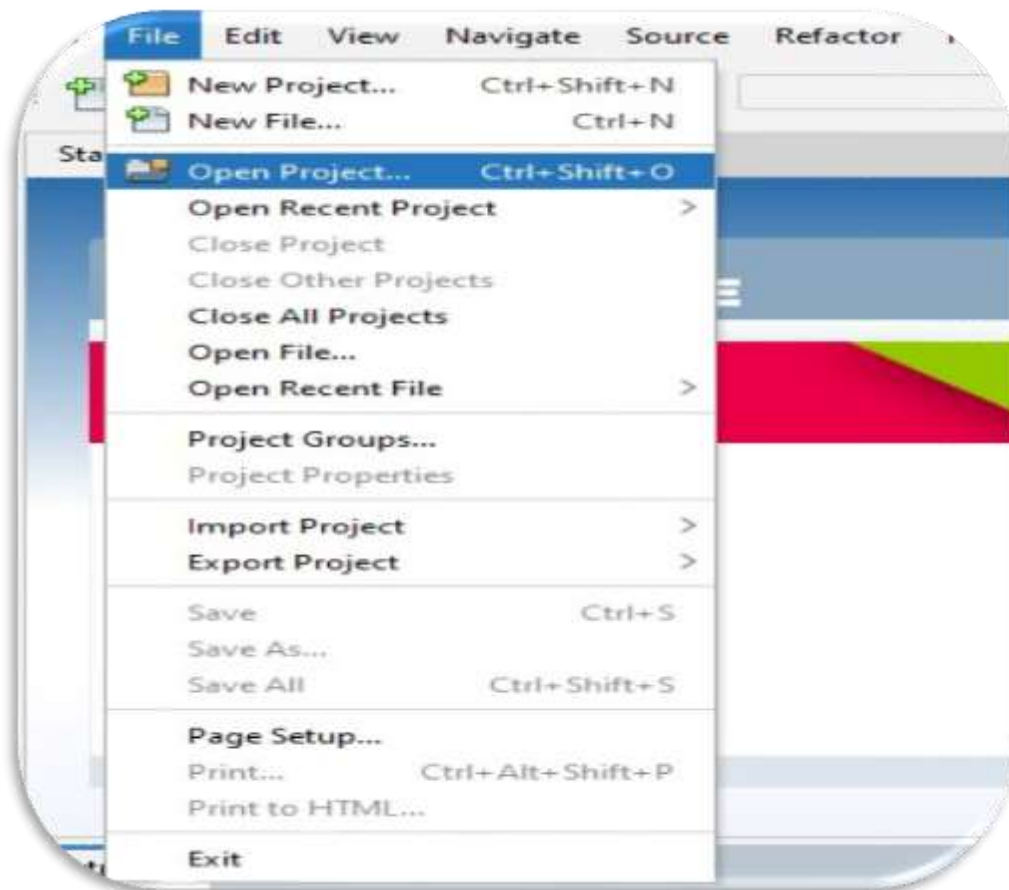 File Edit View Navigate Source Refactor
New Project... Ctrl+Shift+N
New File... Ctrl+N
Sta
Open Project... Ctrl+Shift+O
Open Recent Project >
Close Project
Close Other Projects
Close All Projects
Open File...
Open Recent File >
Project Groups...
Project Properties
Import Project >
Export Project >
Save Ctrl+S
Save As...
Save All Ctrl+Shift+S
Page Setup...
Print... Ctrl+Alt+Shift+P
Print to HTML...
Exit